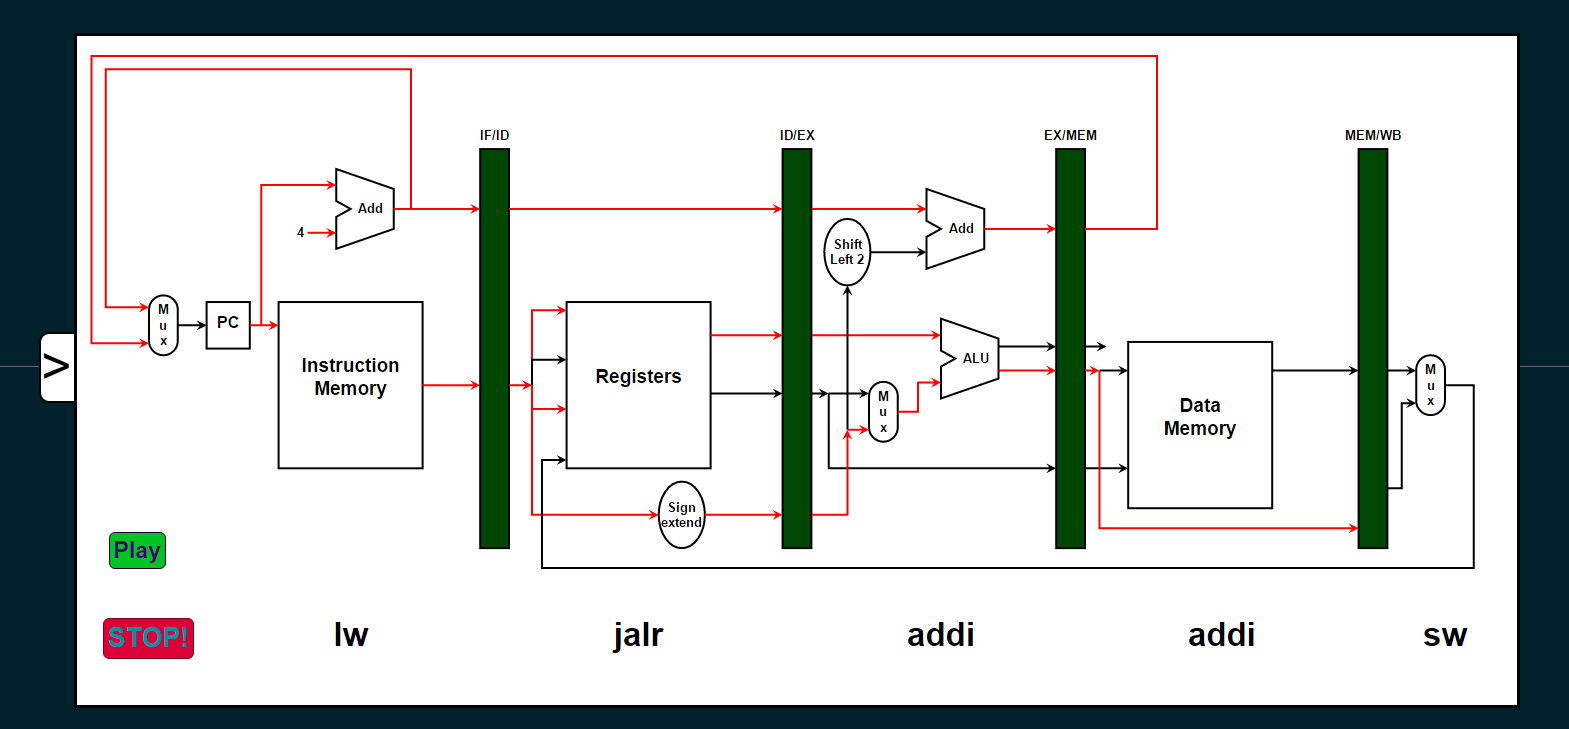 IF/ID
ID/EX
EX/MEM
MEM/WB
Add
4
Add
Shift
Left 2
M
u
x
PC
Instruction
Memory
Registers
ALU
M
u
x
Data
Memory
M
u
x
>
Sign
extend
Play
STOP!
lw
jalr
addi
addi
sw